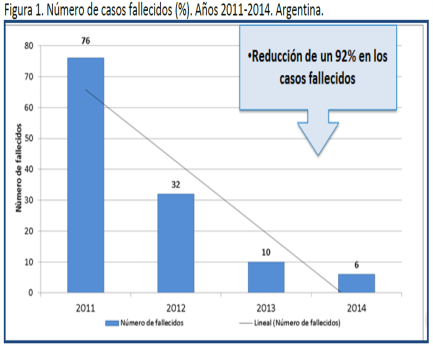 Figura 1. Número de casos fallecidos (%). Años 2011-2014. Argentina.
•Reducción de un 92% en los
casos fallecidos
Número de fallecidos
80
70
60
50
40
30
20
10
0
76
32
10
6
2011 2012 2013 2014
Número de fallecidos Lineal (Número de fallecidos)